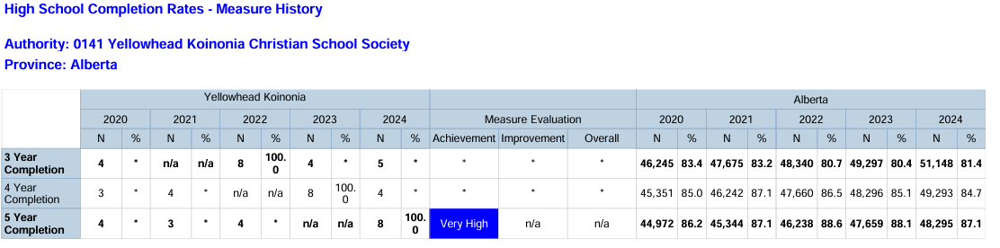 High School Completion Rates - Measure History
Authority: 0141 Yellowhead Koinonia Christian School Society
Province: Alberta
Yellowhead Koinonia Alberta
2020 2021 2022 2023 2024 Measure Evaluation 2020 2021 2022 2023 2024
N % N % N % N % N % Achievement Improvement Overall N % N % N % N % N %
3 Year Completion 4 * n/a n/a 8 100.0 4 * 5 * * * * 46,245 83.4 47,675 83.2 48,340 80.7 49,297 80.4 51,148 81.4
4 Year Completion 3 * 4 * n/a n/a 8 100.0 4 * * * * 45,351 85.0 46,242 87.1 47,660 86.5 48,296 85.1 49,293 84.7
5 Year Completion 4 * 3 * 4 * n/a n/a 8 100.0 Very High n/a n/a 44,972 86.2 45,344 87.1 46,238 88.6 47,659 88.1 48,295 87.1